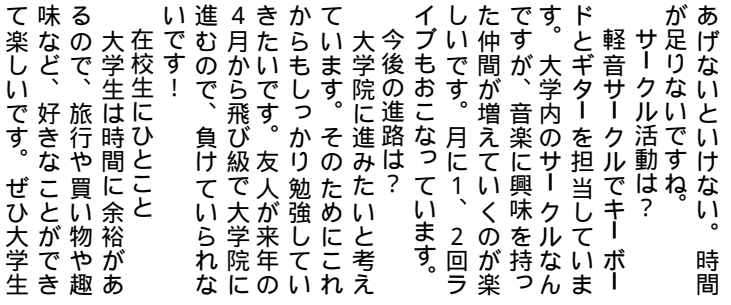 あげないといけない。時間
が足りないですね。
サークル活動は?
軽音サークルでキーボー
ドとギターを担当していま
す。大学内のサークルなん
ですが、音楽に興味を持っ
た仲間が増えていくのが楽
しいです。月に1、2回ラ
イブもおこなっています。
今後の進路は?
大学院に進みたいと考え
ています。そのためにこれ
からもしっかり勉強してい
きたいです。友人が来年の
4月から飛び級で大学院に
進むので、負けていられな
いです!
在校生にひとこと
大学生は時間に余裕があ
るので、旅行や買い物や趣
味など、好きなことができ
て楽しいです。ぜひ大学生